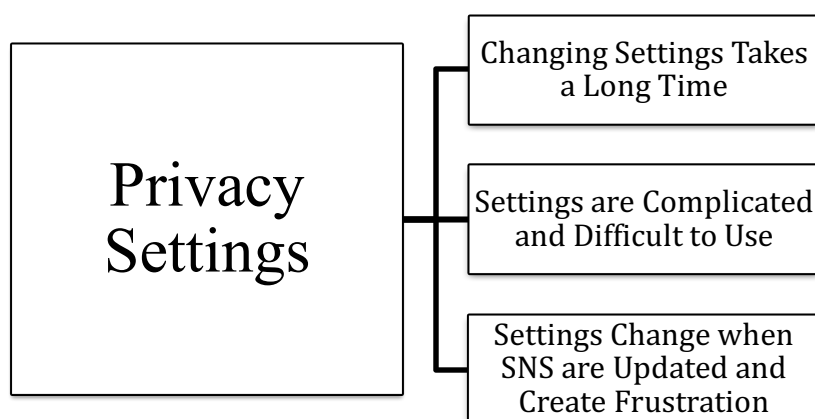 Privacy
Settings
Changing Settings Takes
a Long Time
Settings are Complicated
and Difficult to Use
Settings Change when
SNS are Updated and
Create Frustration